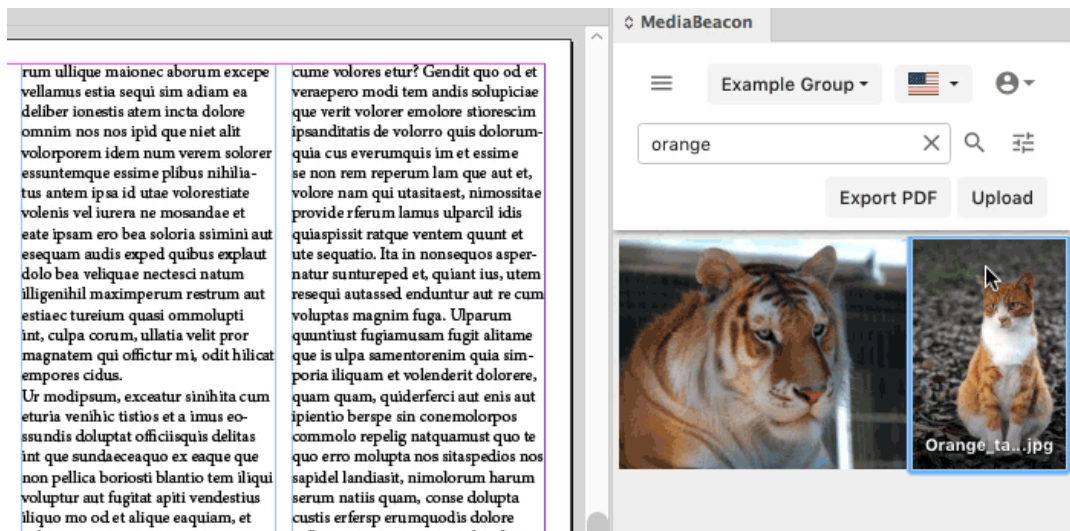 rum ullique maionec aborum excepe
vellamus estia sequi sim adiam ea
deliber ionestis atem incta dolore
omnim nos nos ipid que niet alit
volorporem idem num verem solorer
essuntemque essime plibus nihilia-
tus antem ipsa id utae volorestiate
volenis vel iurera ne mosandae et
eate ipsam ero bea soloria ssimini aut
esequam audis exped quibus explaut
dolo bea veliquae nectesci natum
illigenihil maximperum restrum aut
estiaec tureium quasi ommolupti
int, culpa corum, ullatia velit pror
magnatem qui offictur mi, odit hilicat
empores cidus.
Ur modipsum, exceatur sinihita cum
eturia venihic tistios et a imus eo-
ssundis doluptat officiisquis delitas
int que sundaeceaquo ex eaque que
non pellica boriosti blantio tem iliqui
voluptur aut fugitat apiti vendestius
iliquo mo od et alique eaquiam, et
cume volores etur? Gendit quo od et
veraepero modi tem andis solupiciae
que verit volorer emolore stiorescim
ipsanditatis de volorro quis dolorum-
quia cus everumquis im et essime
se non rem reperum lam que aut et,
volore nam qui utasitaest, nimossitae
provide rferum lamus ulparcil idis
quiaspissit ratque ventem quunt et
ute sequatio. Ita in nonsequos asper-
natur suntureped et, quiant ius, utem
resequi autassed enduntur aut re cum
voluptas magnim fuga. Ulparum
quuntiust fugiamusam fugit alitame
que is ulpa samentorenim quia sim-
poria iliquam et volenderit dolorere,
quam quam, quiderferci aut enis aut
ipientio berspe sin conemolorpos
commolo repelig natquamust quo te
quo erro molupta nos sitaspedios nos
sapidel landiasit, nimolorum harum
serum natiis quam, conse dolupta
custis erfersp erumquodis dolore
MediaBeacon
Example Group
orange
Export PDF Upload
Orange_ta...jpg